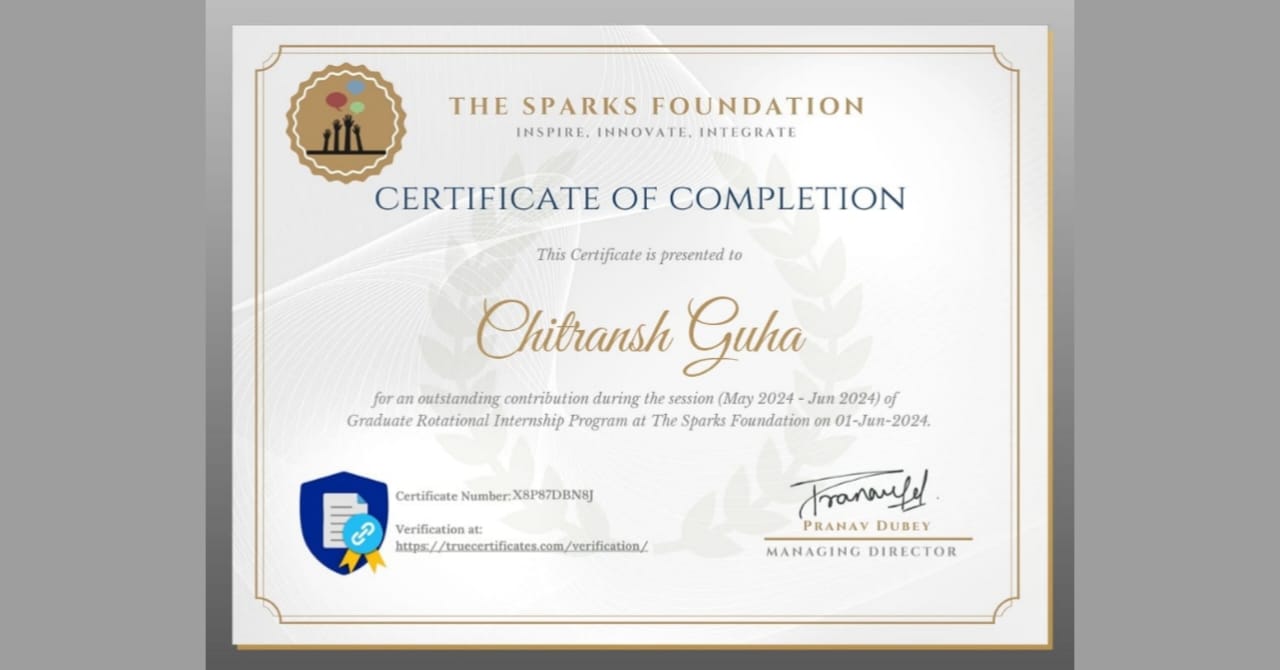 THE SPARKS FOUNDATION
INSPIRE, INNOVATE, INTEGRATE
CERTIFICATE OF COMPLETION
This Certificate is presented to
Chitransh Guha
for an outstanding contribution during the session (May 2024 - Jun 2024) of
Graduate Rotational Internship Program at The Sparks Foundation on 01-Jun-2024.
Certificate Number: X8P87DBN8J
Verification at:
https://truecertificates.com/verification/
PRANAV DUBEY
MANAGING DIRECTOR